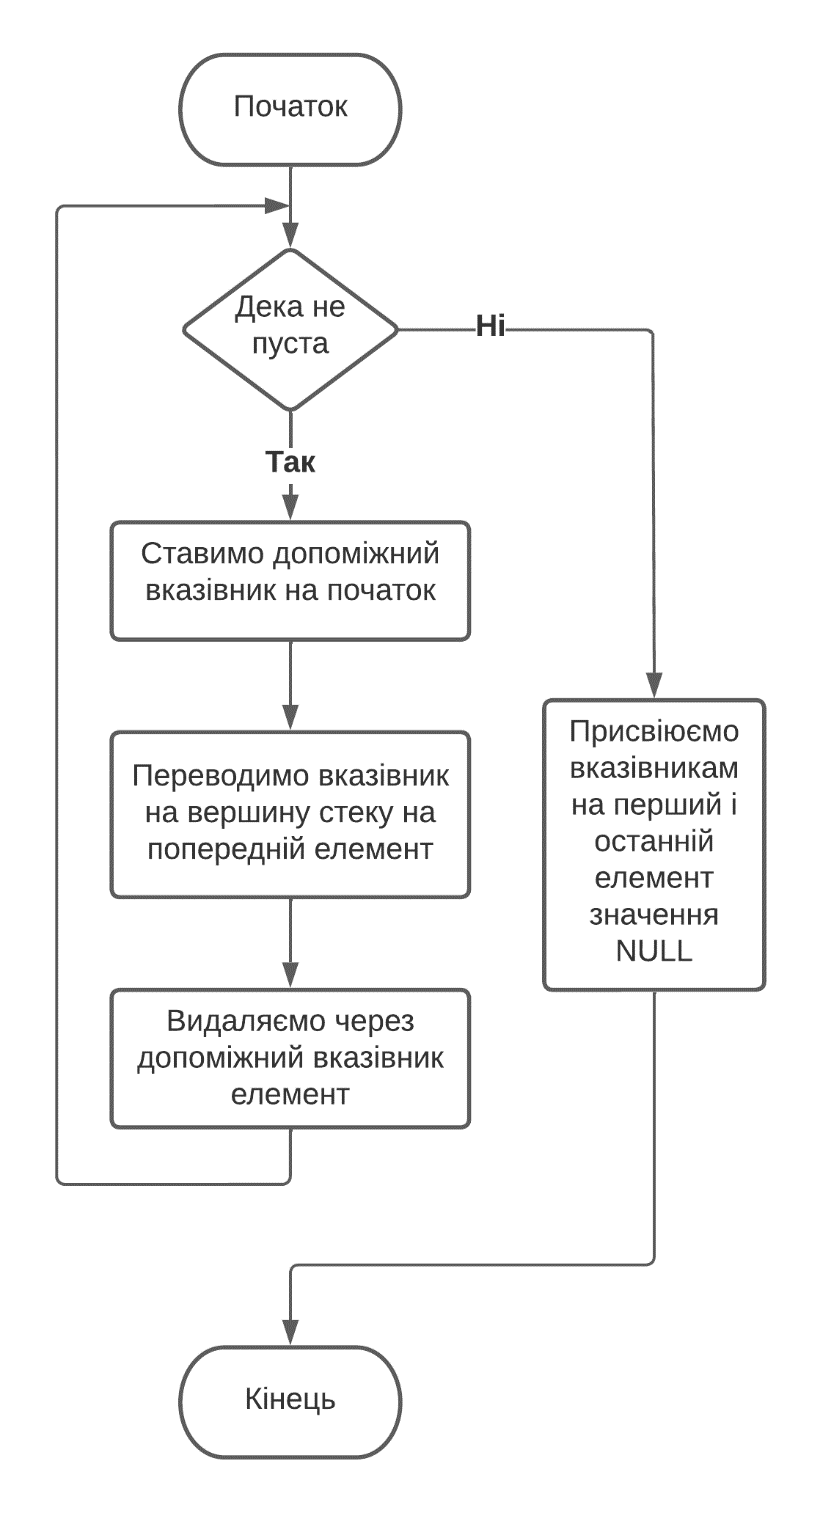 Початок
Дека не
пуста
Ні
Так
Ставимо допоміжний
вказівник на початок
Переводимо вказівник
на вершину стеку на
попередній елемент
Видаляємо через
допоміжний вказівник
елемент
Присвіюємо
вказівникам
на перший і
останній
елемент
значення
NULL
Кінець